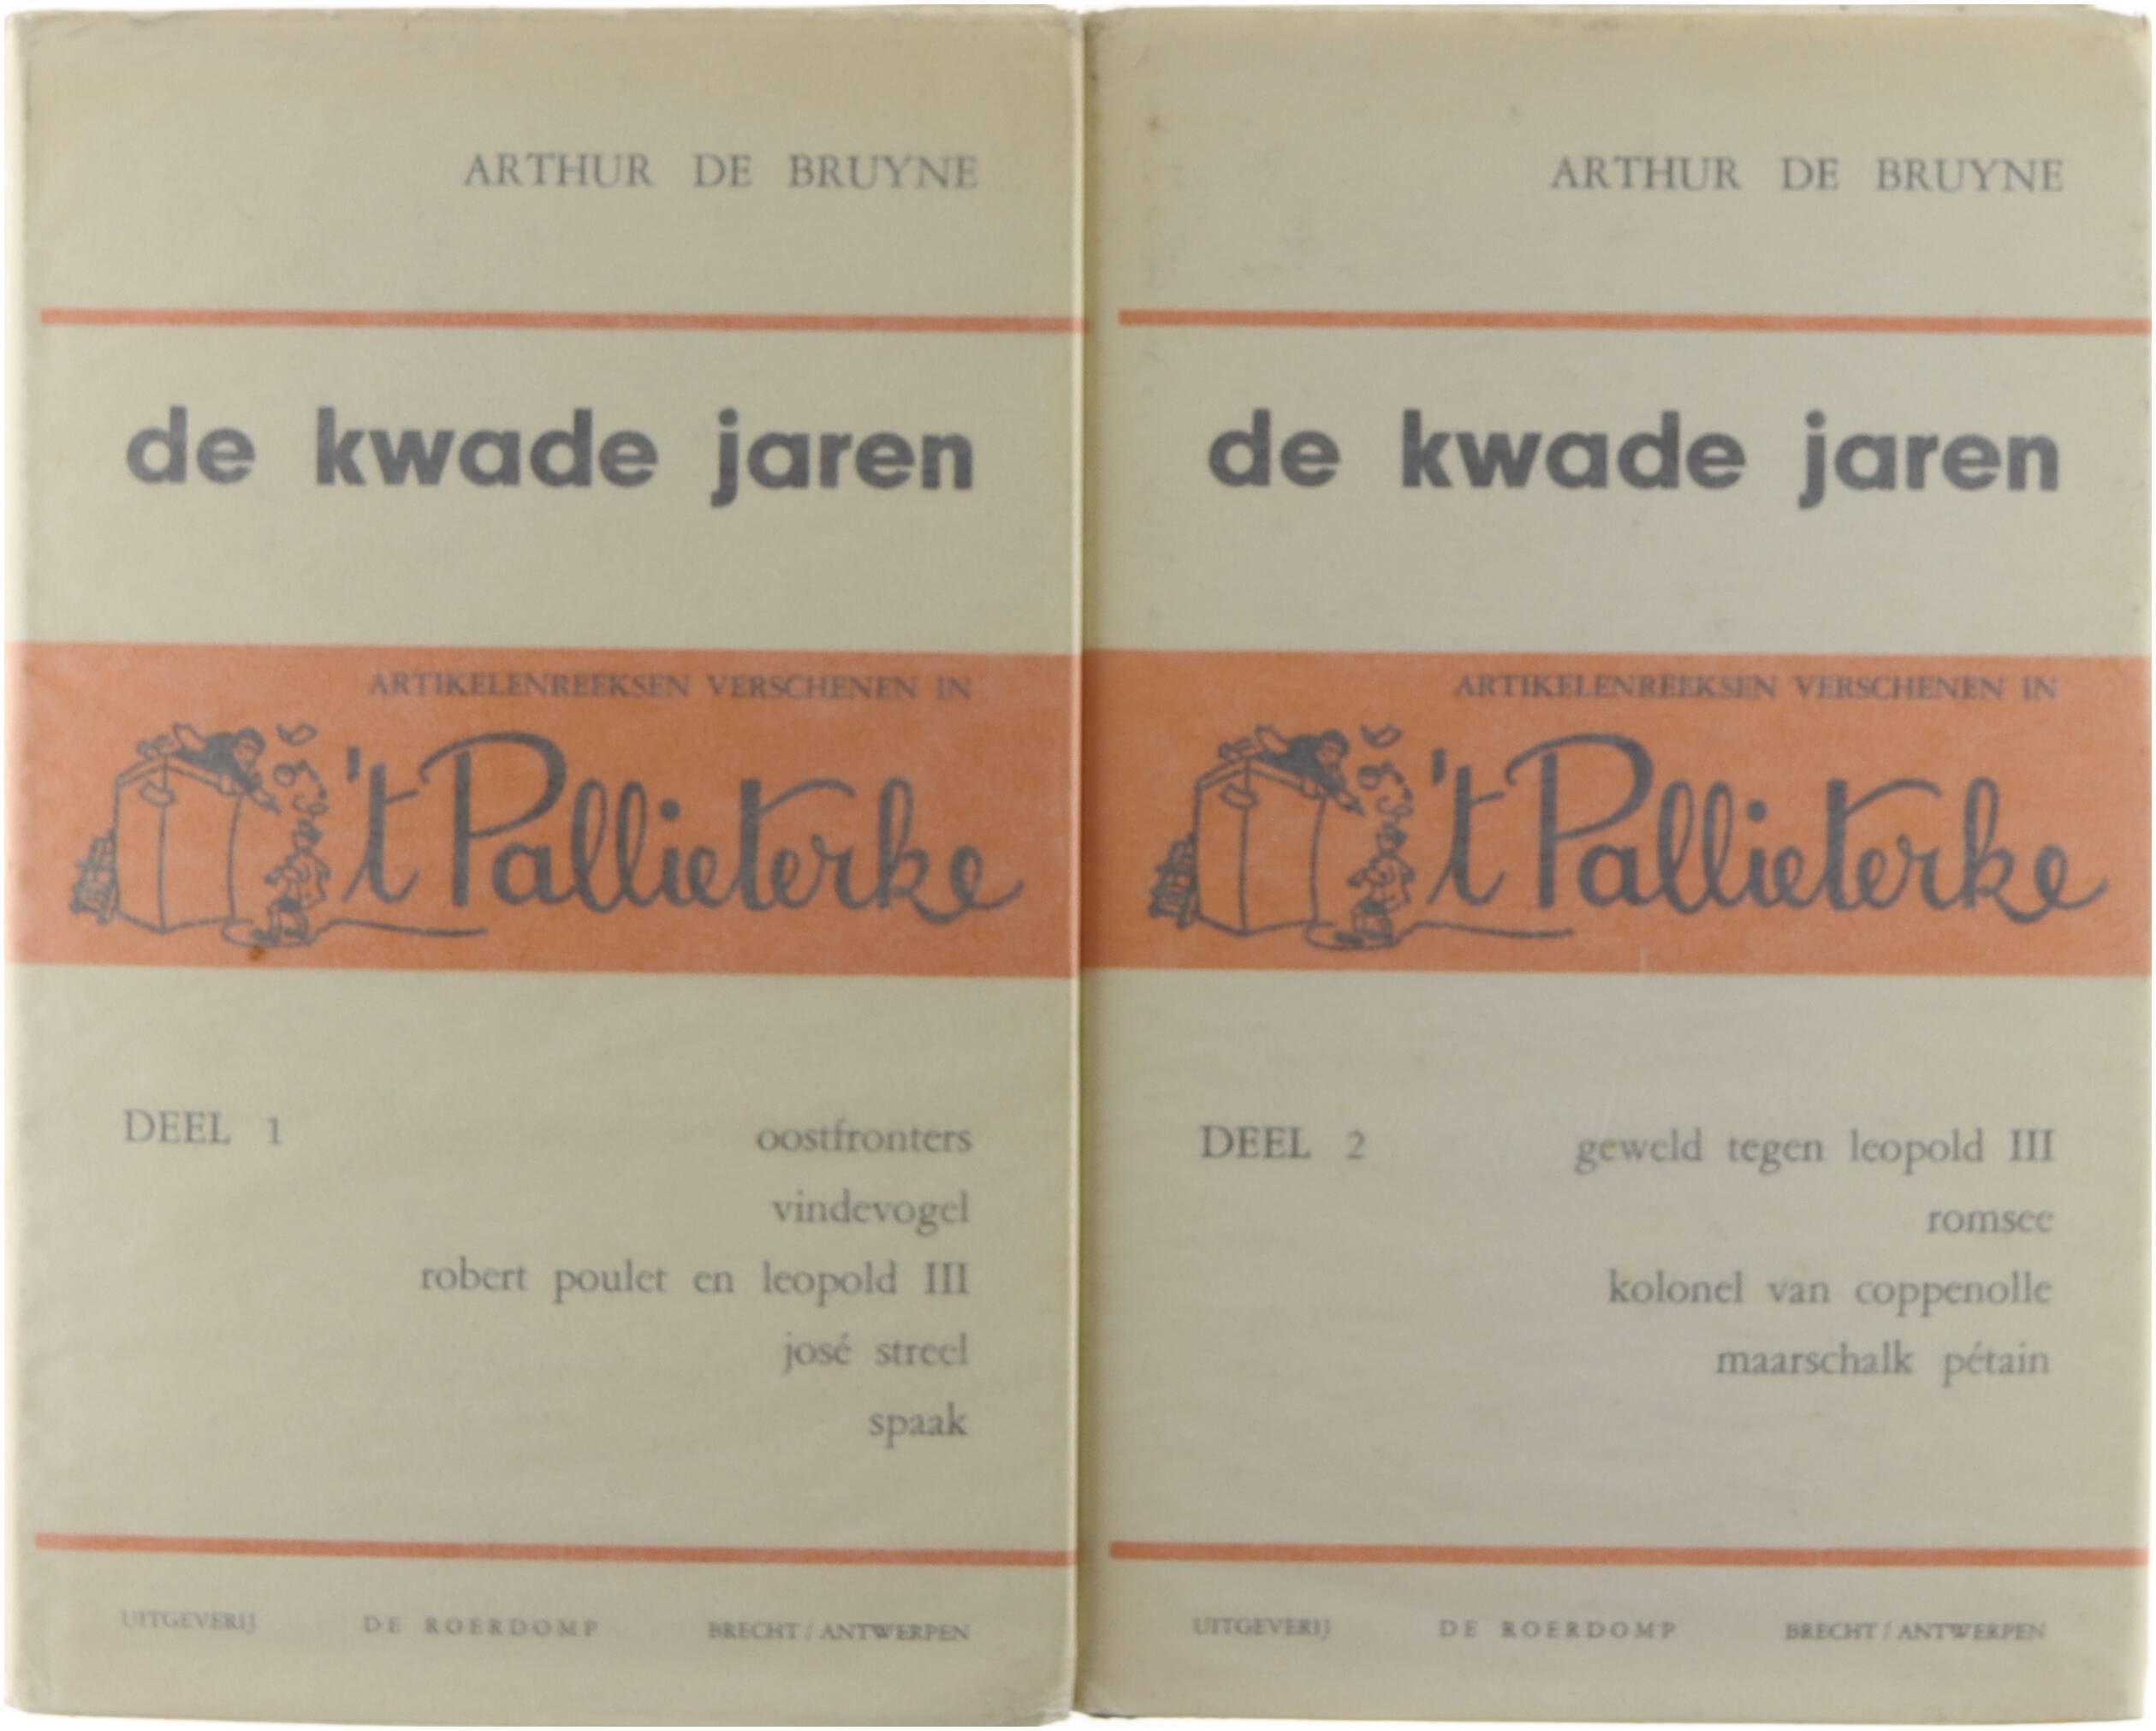 ARTHUR DE BRUYNE
de kwade jaren
ARTIKELENREEKSEN VERSCHENEN IN
't Pallieterke
DEEL 1
oostfronters
vindevogel
robert poulet en leopold III
josé streel
spaak
UITGEVERIJ DE ROERDOMP BRECHT / ANTWERPEN
ARTHUR DE BRUYNE
de kwade jaren
ARTIKELENREEKSEN VERSCHENEN IN
't Pallieterke
DEEL 2
geweld tegen leopold III
romsee
kolonel van coppenolle
maarschalk pétain
UITGEVERIJ DE ROERDOMP BRECHT / ANTWERPEN